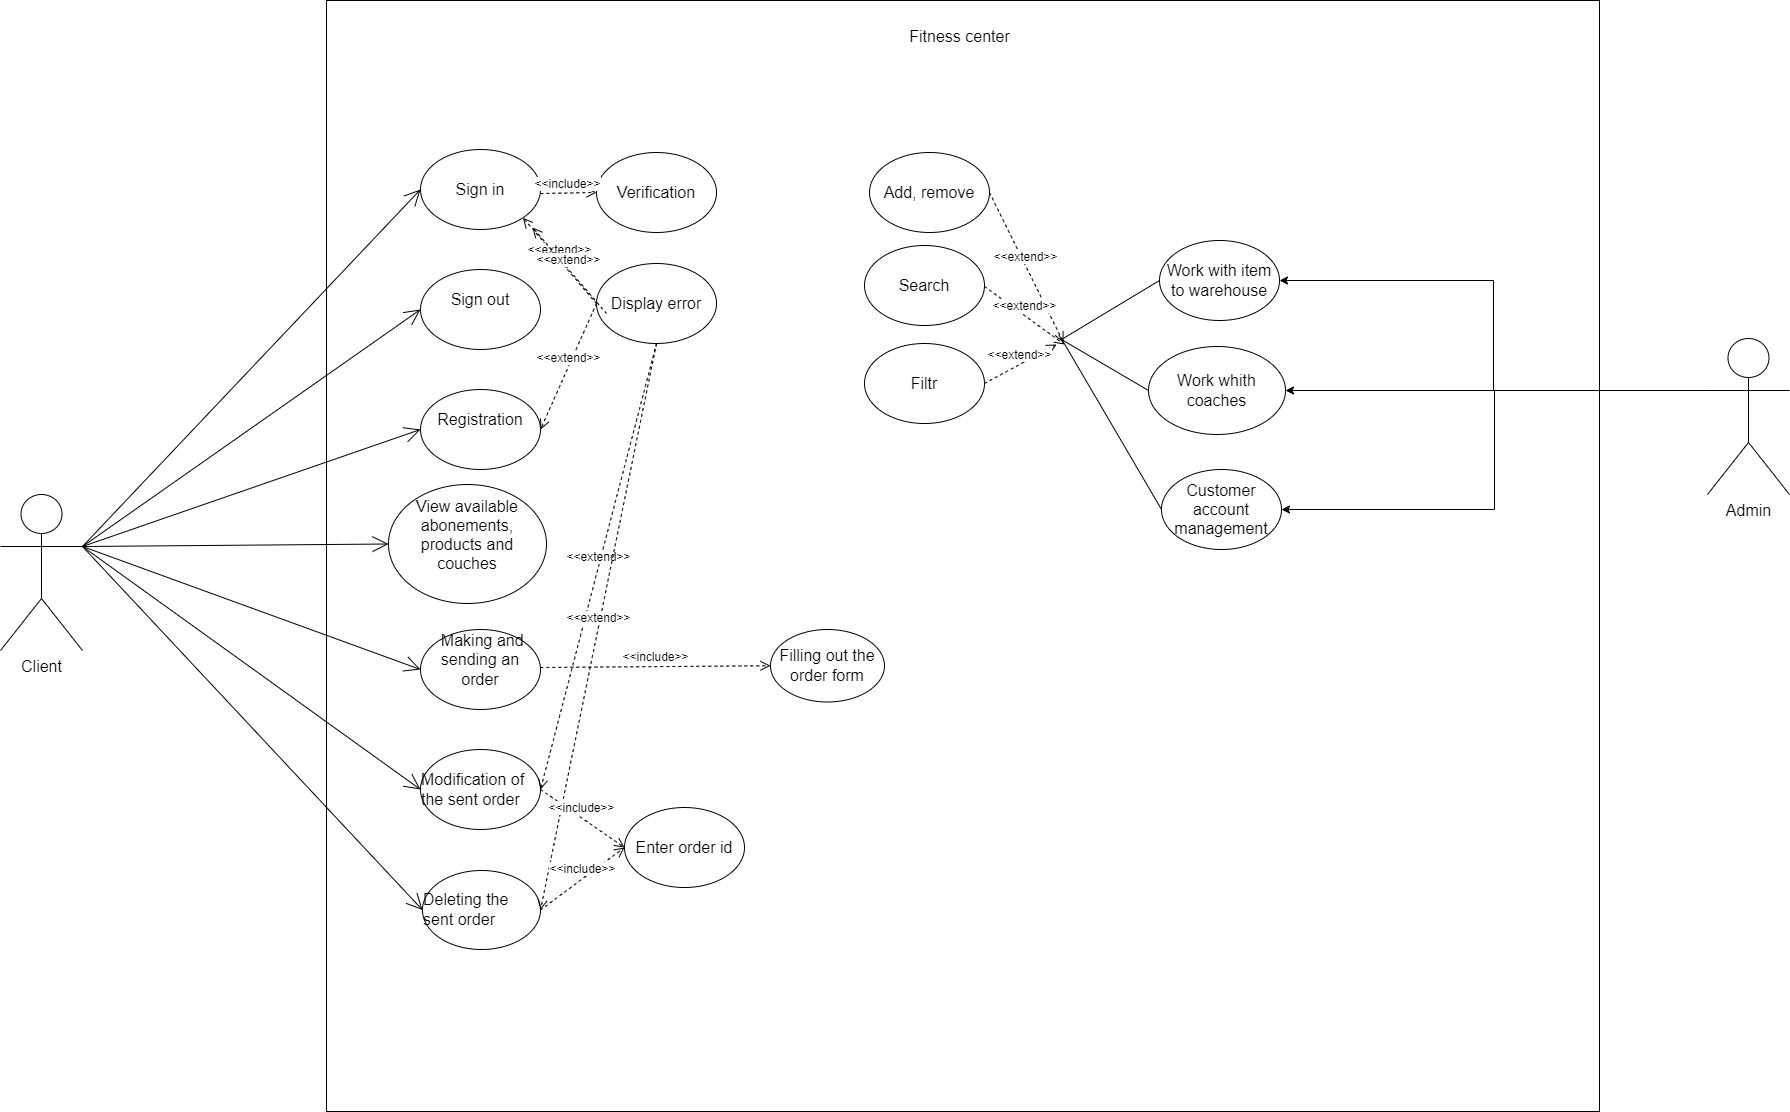 Fitness center
Sign in
<<include>>
Verification
<<extend>>
<<extend>>
Display error
Sign out
<<extend>>
Registration
View available
abonements,
products and
couches
<<extend>>
<<extend>>
Making and
sending an
order
<<include>>
Filling out the
order form
Modification of
the sent order
<<include>>
Enter order id
<<include>>
Deleting the
sent order
Client
Add, remove
<<extend>>
Search
<<extend>>
Filtr
<<extend>>
Work with item
to warehouse
Work whith
coaches
Customer
account
management
Admin